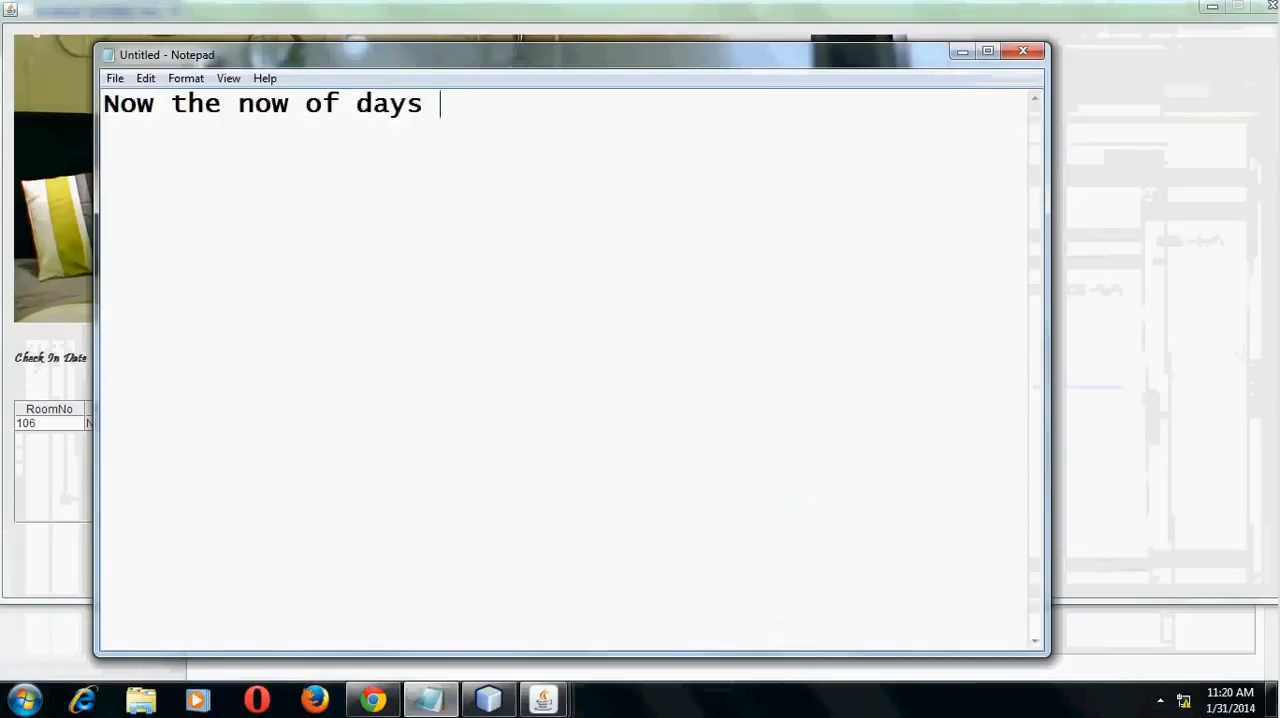 Untitled - Notepad
File Edit Format View Help
Now the now of days
Check In Date
RoomNo
106
11:20 AM
1/31/2014